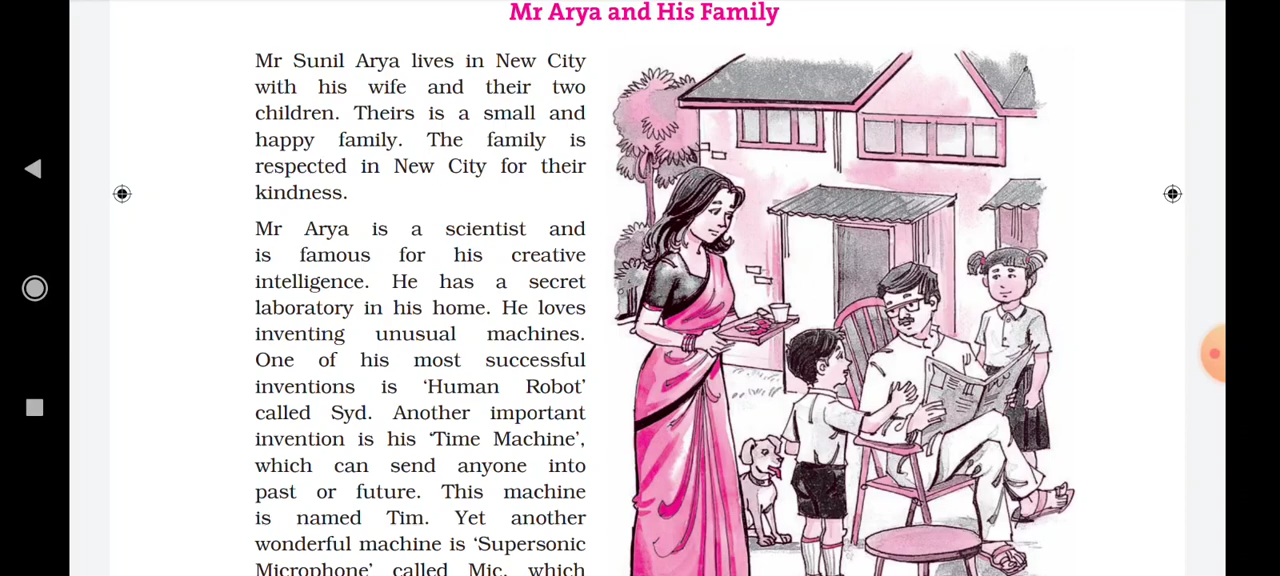 Mr Arya and His Family
Mr Sunil Arya lives in New City
with his wife and their two
children. Theirs is a small and
happy family. The family is
respected in New City for their
kindness.
Mr Arya is a scientist and
is famous for his creative
intelligence. He has a secret
laboratory in his home. He loves
inventing unusual machines.
One of his most successful
inventions is ‘Human Robot’
called Syd. Another important
invention is his ‘Time Machine’,
which can send anyone into
past or future. This machine
is named Tim. Yet another
wonderful machine is ‘Supersonic
Microphone’ called Mic, which